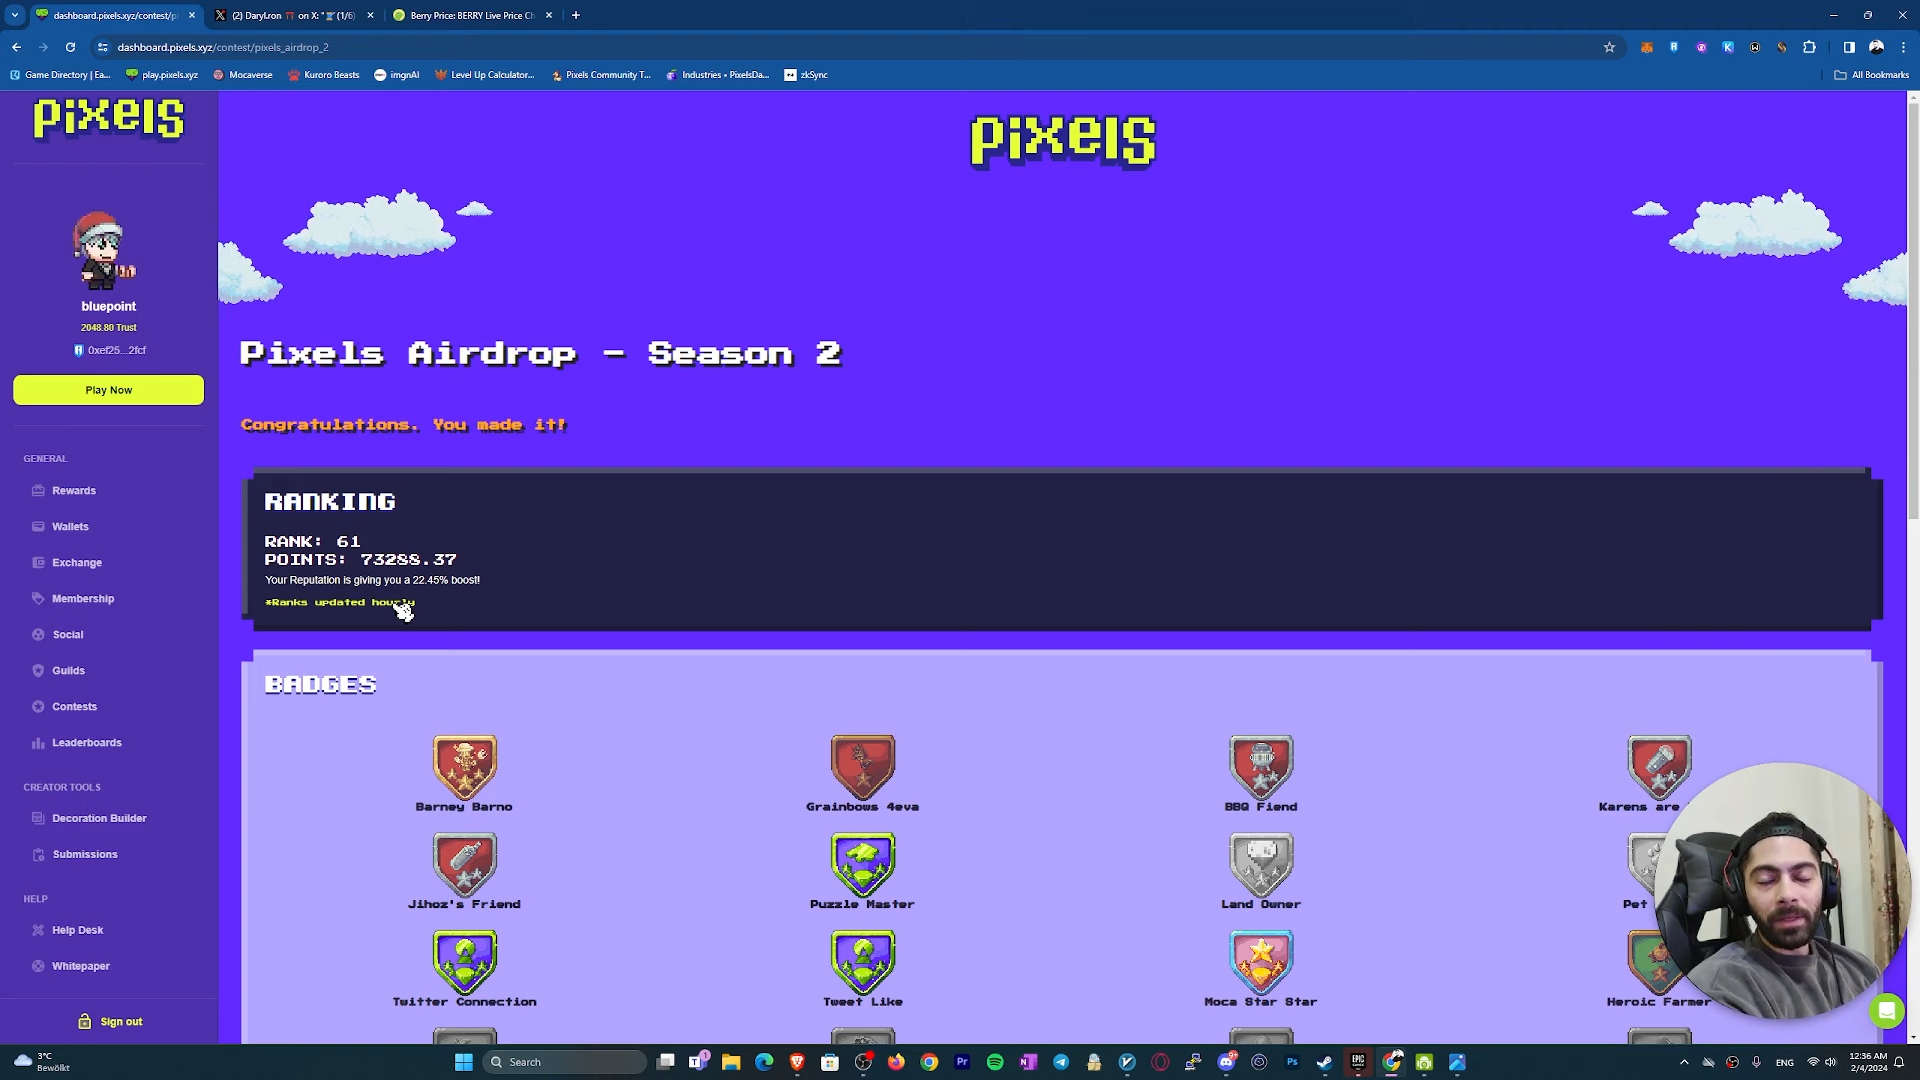 dashboard.pixels.xyz/contest/pi
(2) Daryl.ron on X: "(1/6)
Berry Price: BERRY Live Price Ch
dashboard.pixels.xyz/contest/pixels_airdrop_2
Game Directory | Ea...
play.pixels.xyz
Mocaverse
Kuroro Beasts
imgnAI
Level Up Calculator...
Pixels Community T...
Industries • PixelsDa...
zkSync
All Bookmarks
pixels
bluepoint
2048.80 Trust
0xef25...2fcf
Play Now
GENERAL
Rewards
Wallets
Exchange
Membership
Social
Guilds
Contests
Leaderboards
CREATOR TOOLS
Decoration Builder
Submissions
HELP
Help Desk
Whitepaper
Sign out
pixels
Pixels Airdrop - Season 2
Congratulations. You made it!
RANKING
RANK: 61
POINTS: 73288.37
Your Reputation is giving you a 22.45% boost!
*Ranks updated hourly
BADGES
Barney Barno
Grainbows 4eva
BBQ Fiend
Karens are
Jihoz's Friend
Puzzle Master
Land Owner
Pet
Twitter Connection
Tweet Like
Moca Star Star
Heroic Farmer
3°C
Bewölkt
Search
ENG
12:36 AM
2/4/2024